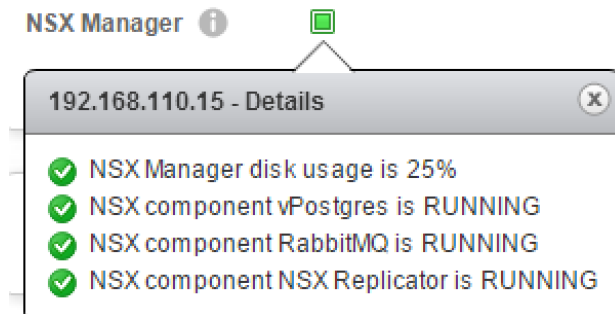 NSX Manager
192.168.110.15 - Details
NSX Manager disk usage is 25%
NSX component vPostgres is RUNNING
NSX component RabbitMQ is RUNNING
NSX component NSX Replicator is RUNNING